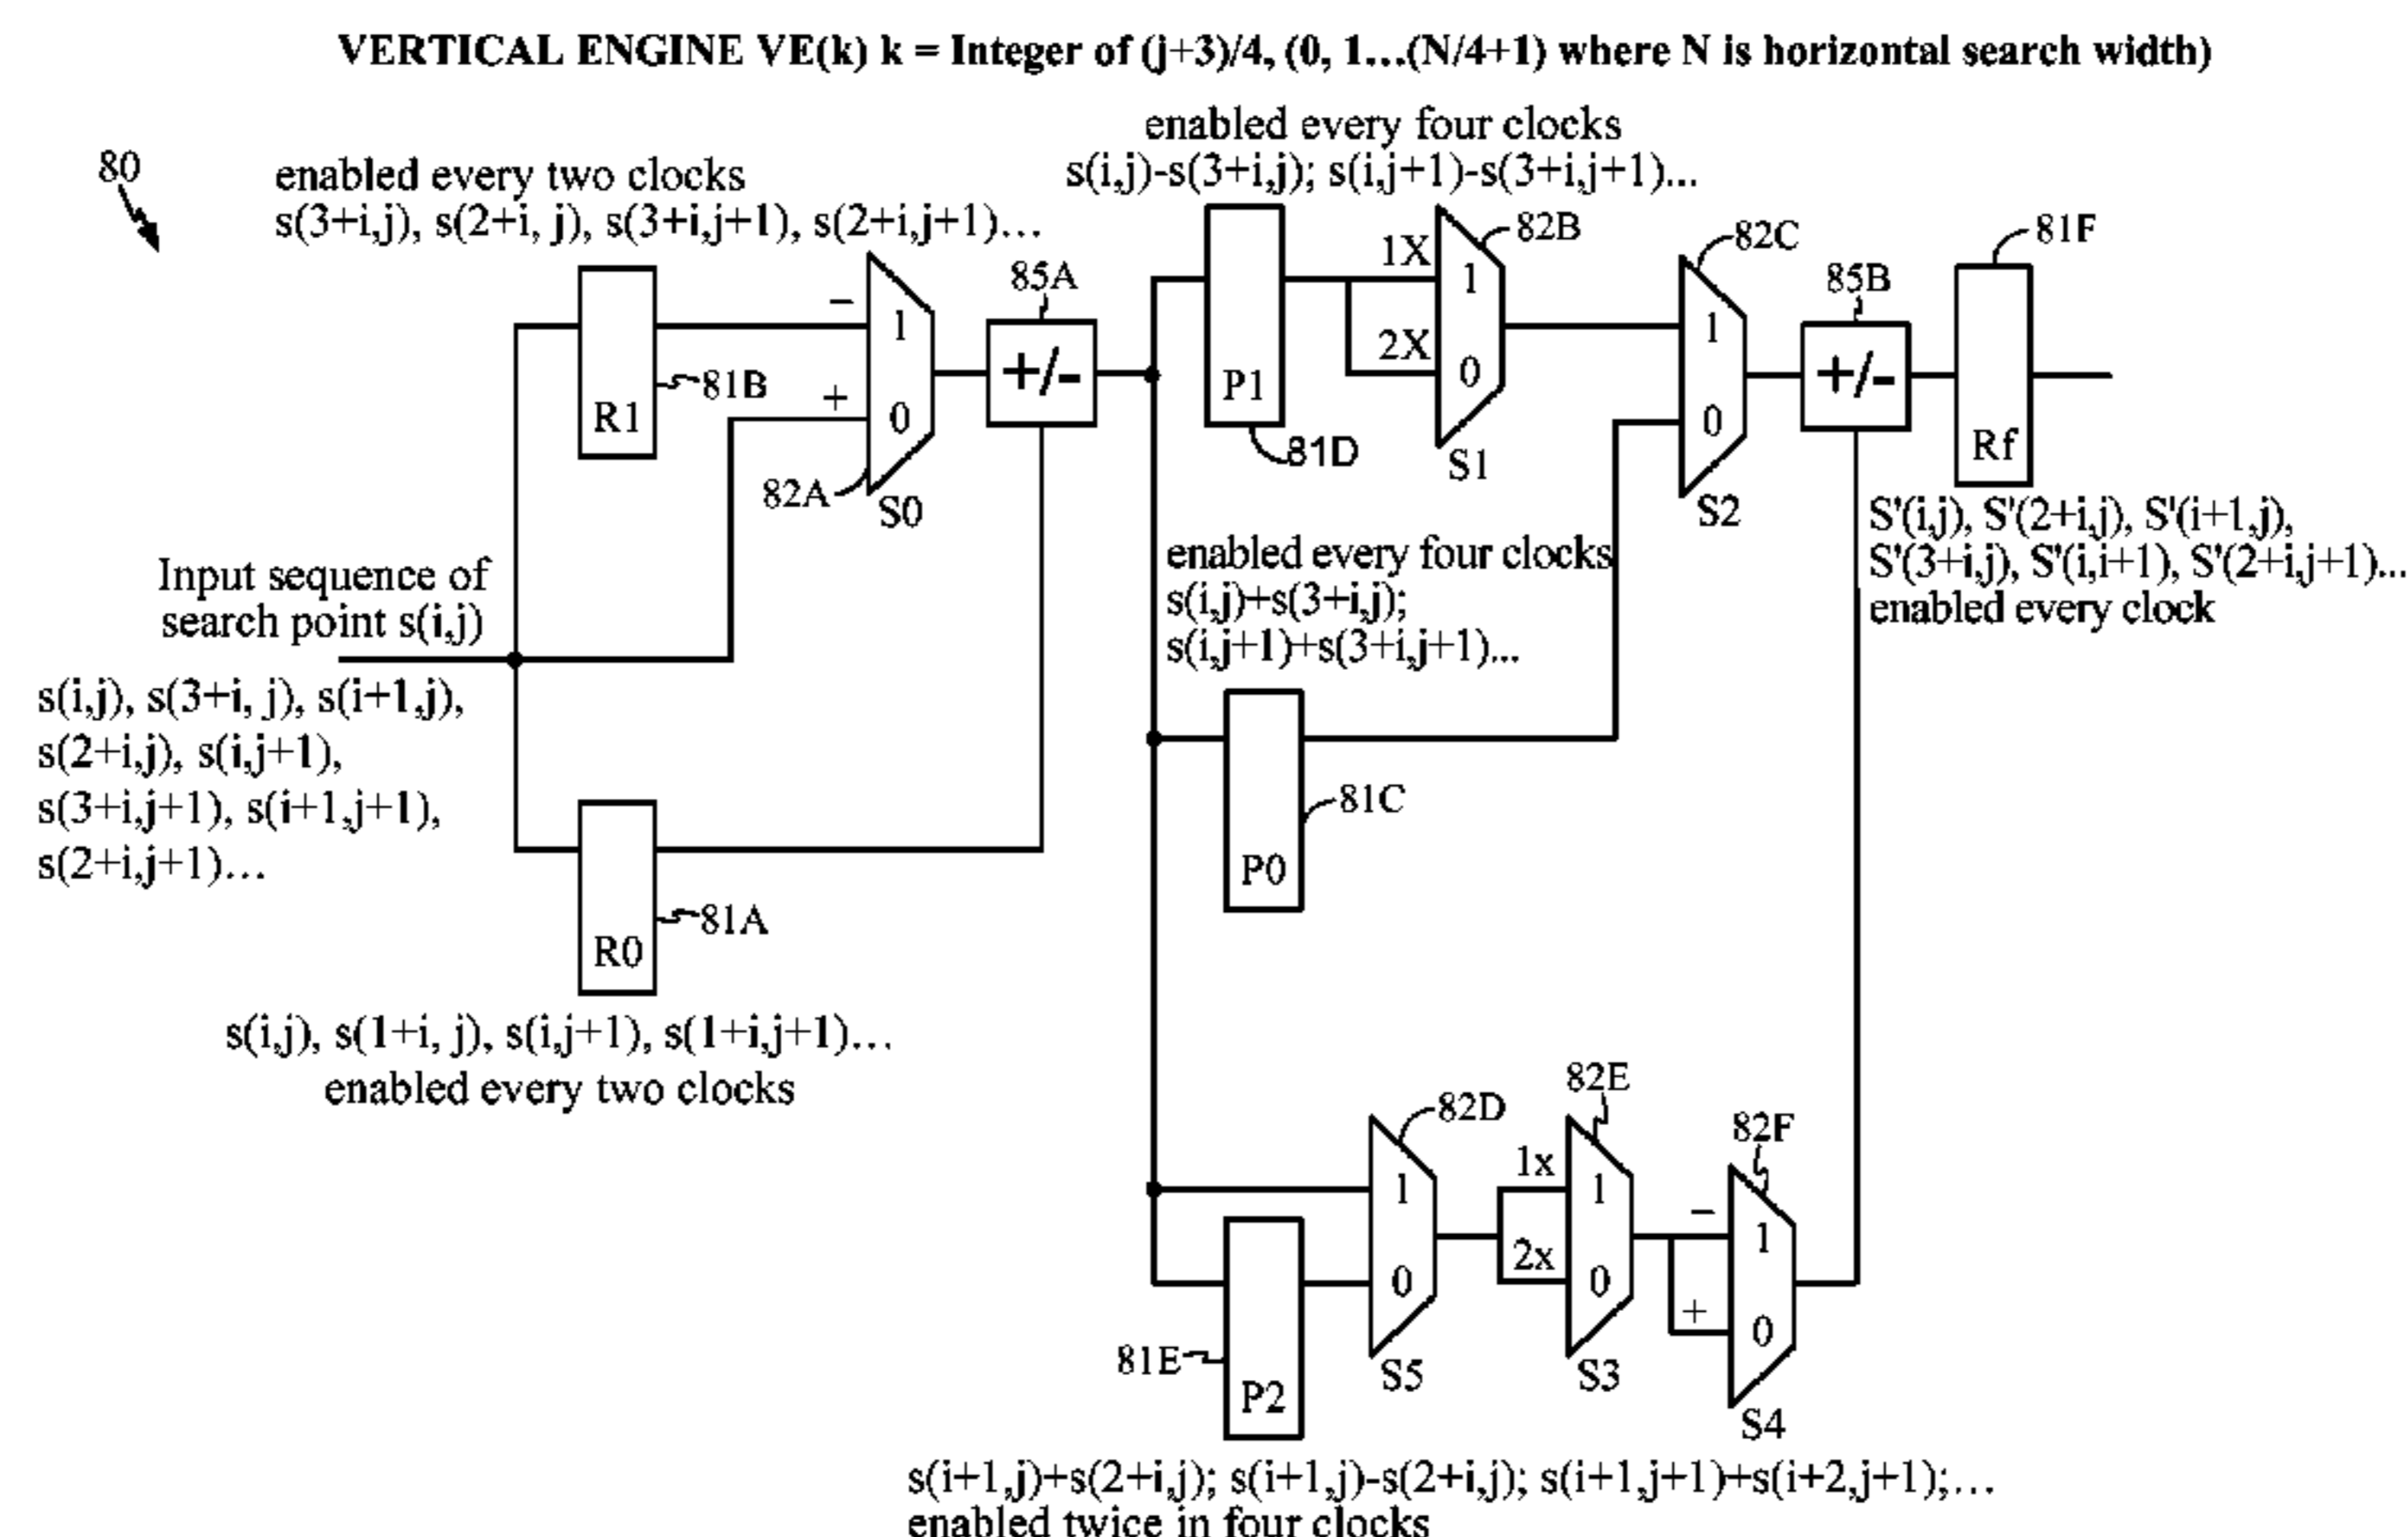 VERTICAL ENGINE VE(k) k = Integer of (j+3)/4, (0, 1...(N/4+1) where N is horizontal search width)
80
enabled every two clocks
s(3+i,j), s(2+i, j), s(3+i,j+1), s(2+i,j+1)...
enabled every four clocks
s(i,j)-s(3+i,j); s(i,j+1)-s(3+i,j+1)...
R1
81B
−
+
1
0
82A
S0
85A
+/-
P1
81D
1X
2X
1
0
82B
S1
82C
1
0
S2
85B
+/-
81F
Rf
S'(i,j), S'(2+i,j), S'(i+1,j),
S'(3+i,j), S'(i,i+1), S'(2+i,j+1)...
enabled every clock
Input sequence of
search point s(i,j)
s(i,j), s(3+i, j), s(i+1,j),
s(2+i,j), s(i,j+1),
s(3+i,j+1), s(i+1,j+1),
s(2+i,j+1)...
enabled every four clocks
s(i,j)+s(3+i,j);
s(i,j+1)+s(3+i,j+1)...
P0
81C
R0
81A
s(i,j), s(1+i, j), s(i,j+1), s(1+i,j+1)...
enabled every two clocks
81E
P2
82D
1
0
S5
1x
2x
82E
1
0
S3
−
+
82F
1
0
S4
s(i+1,j)+s(2+i,j); s(i+1,j)-s(2+i,j); s(i+1,j+1)+s(i+2,j+1);...
enabled twice in four clocks